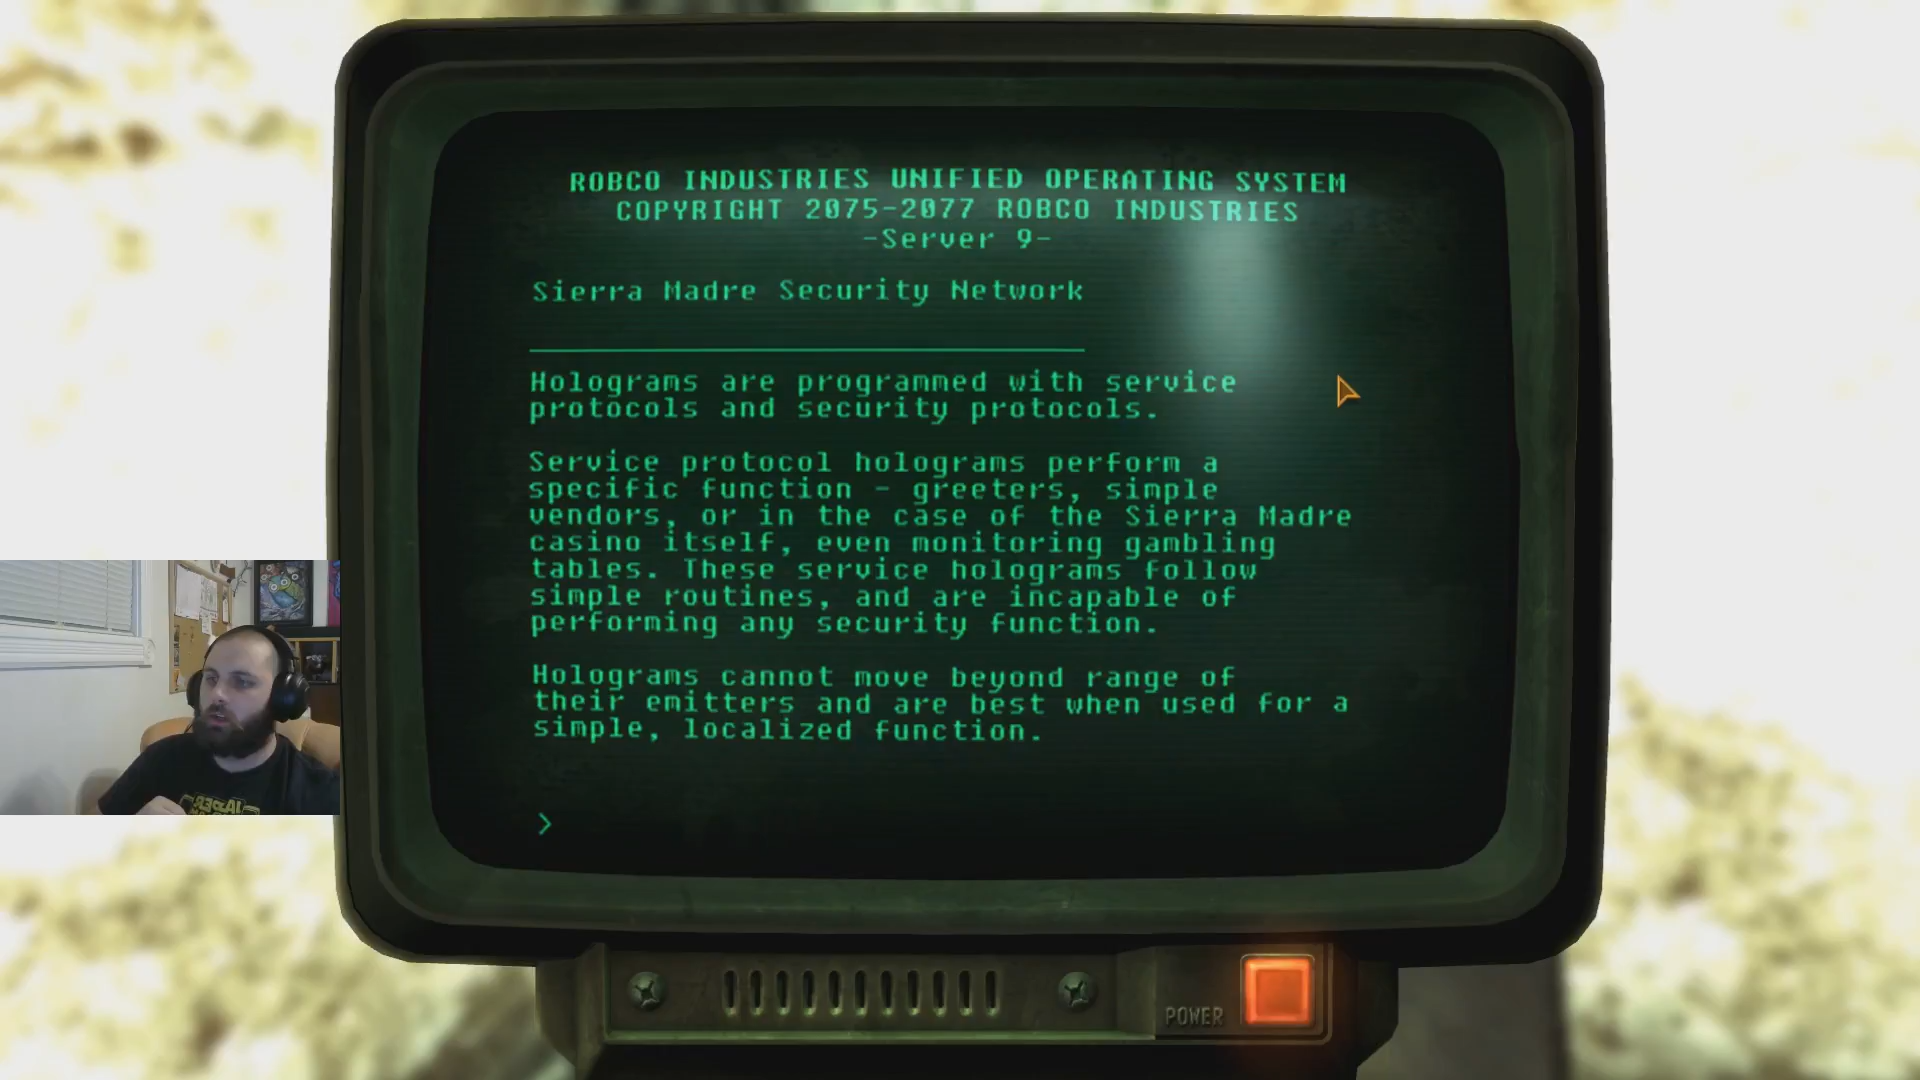 ROBCO INDUSTRIES UNIFIED OPERATING SYSTEM
COPYRIGHT 2075-2077 ROBCO INDUSTRIES
-Server 9-
Sierra Madre Security Network
Holograms are programmed with service
protocols and security protocols.
Service protocol holograms perform a
specific function - greeters, simple
vendors, or in the case of the Sierra Madre
casino itself, even monitoring gambling
tables. These service holograms follow
simple routines, and are incapable of
performing any security function.
Holograms cannot move beyond range of
their emitters and are best when used for a
simple, localized function.
>
POWER